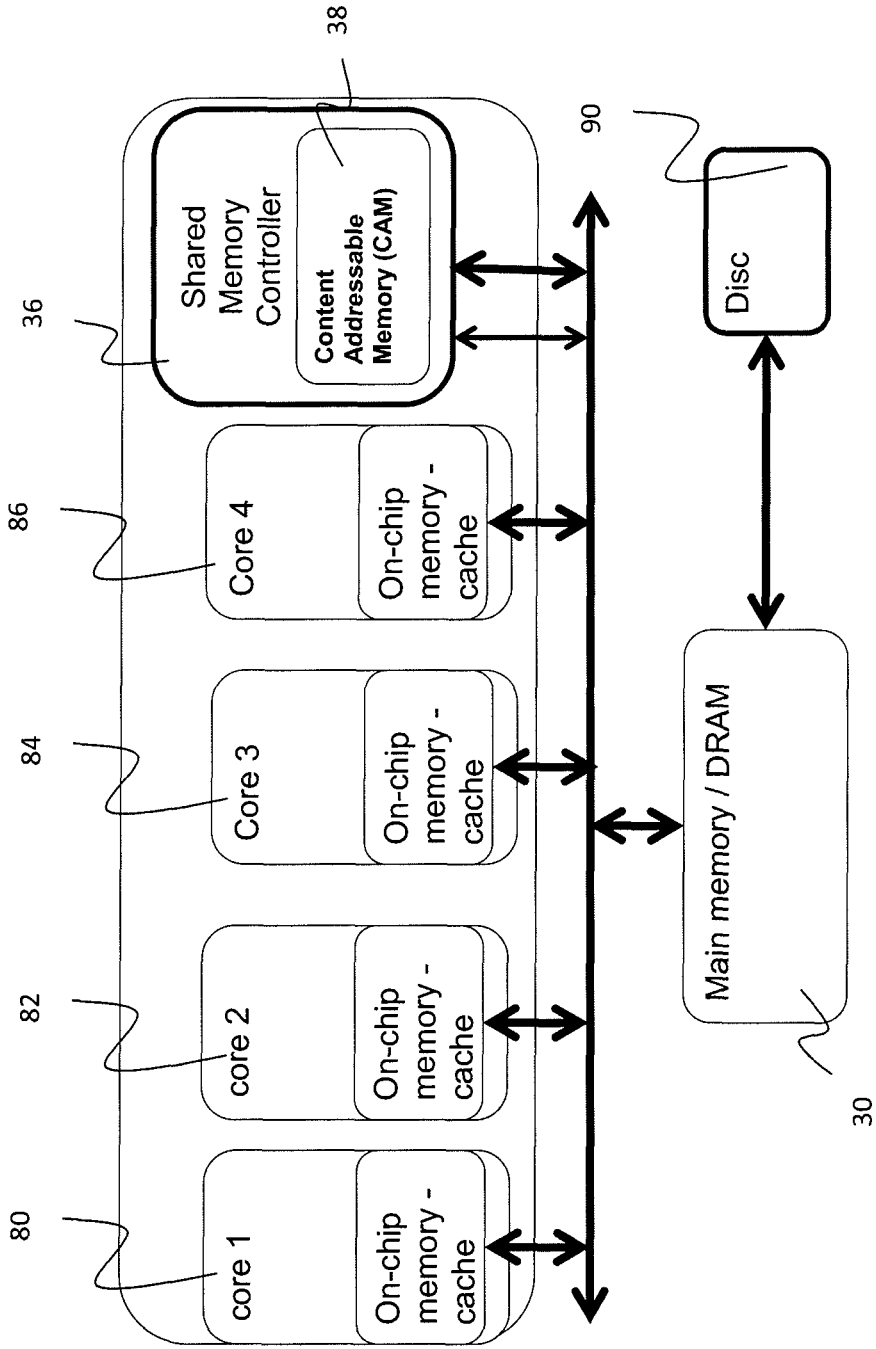 80
82
84
86
36
38
core 1
On-chip
memory -
cache
core 2
On-chip
memory -
cache
Core 3
On-chip
memory -
cache
Core 4
On-chip
memory -
cache
Shared
Memory
Controller
Content
Addressable
Memory (CAM)
Main memory / DRAM
30
Disc
90